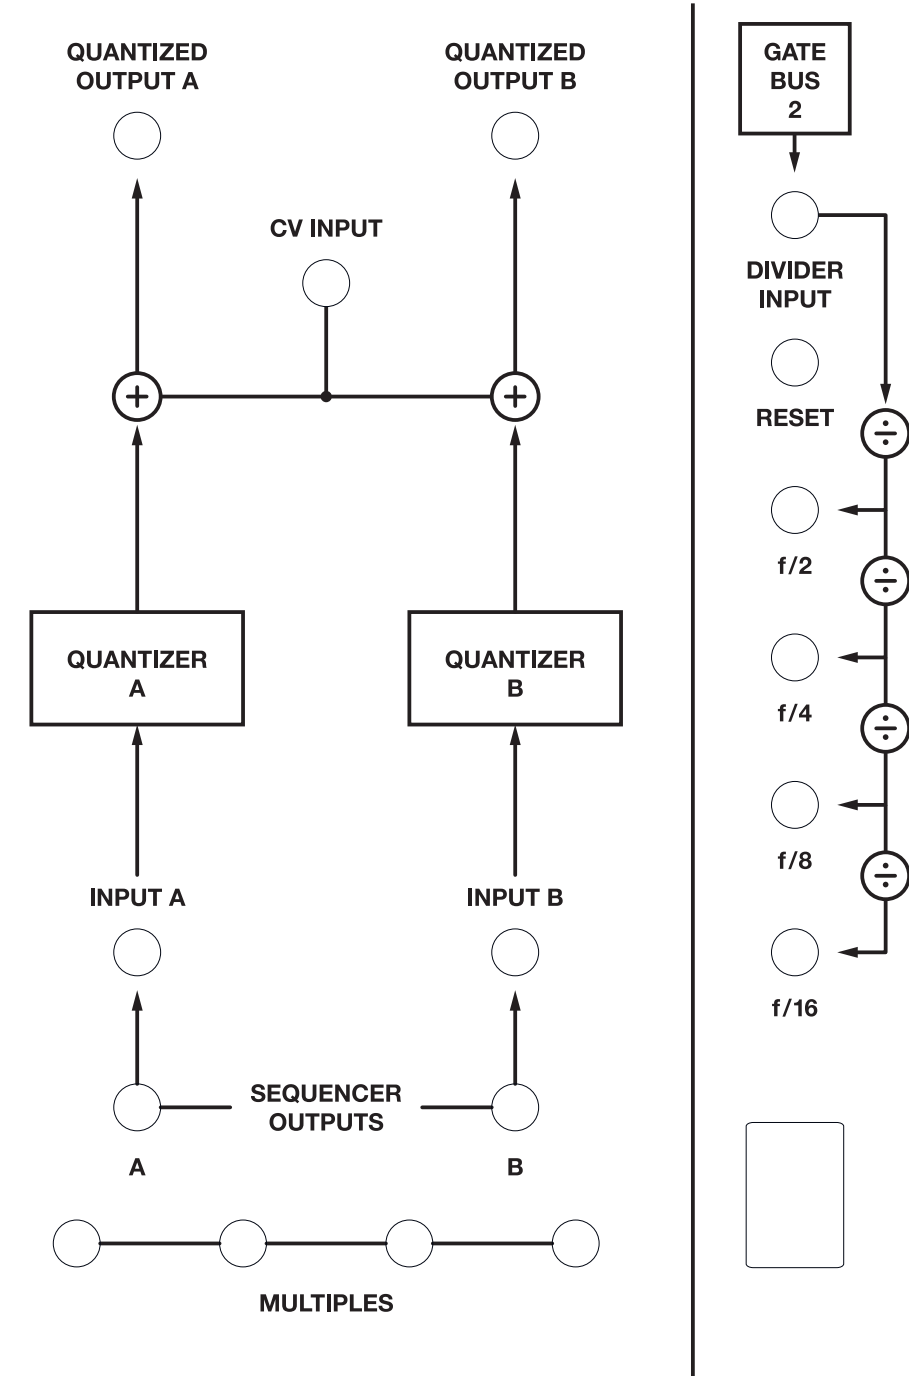 QUANTIZED
OUTPUT A
QUANTIZED
OUTPUT B
CV INPUT
QUANTIZER
A
QUANTIZER
B
INPUT A
INPUT B
SEQUENCER
OUTPUTS
A
B
MULTIPLES
GATE
BUS
2
DIVIDER
INPUT
RESET
f/2
f/4
f/8
f/16